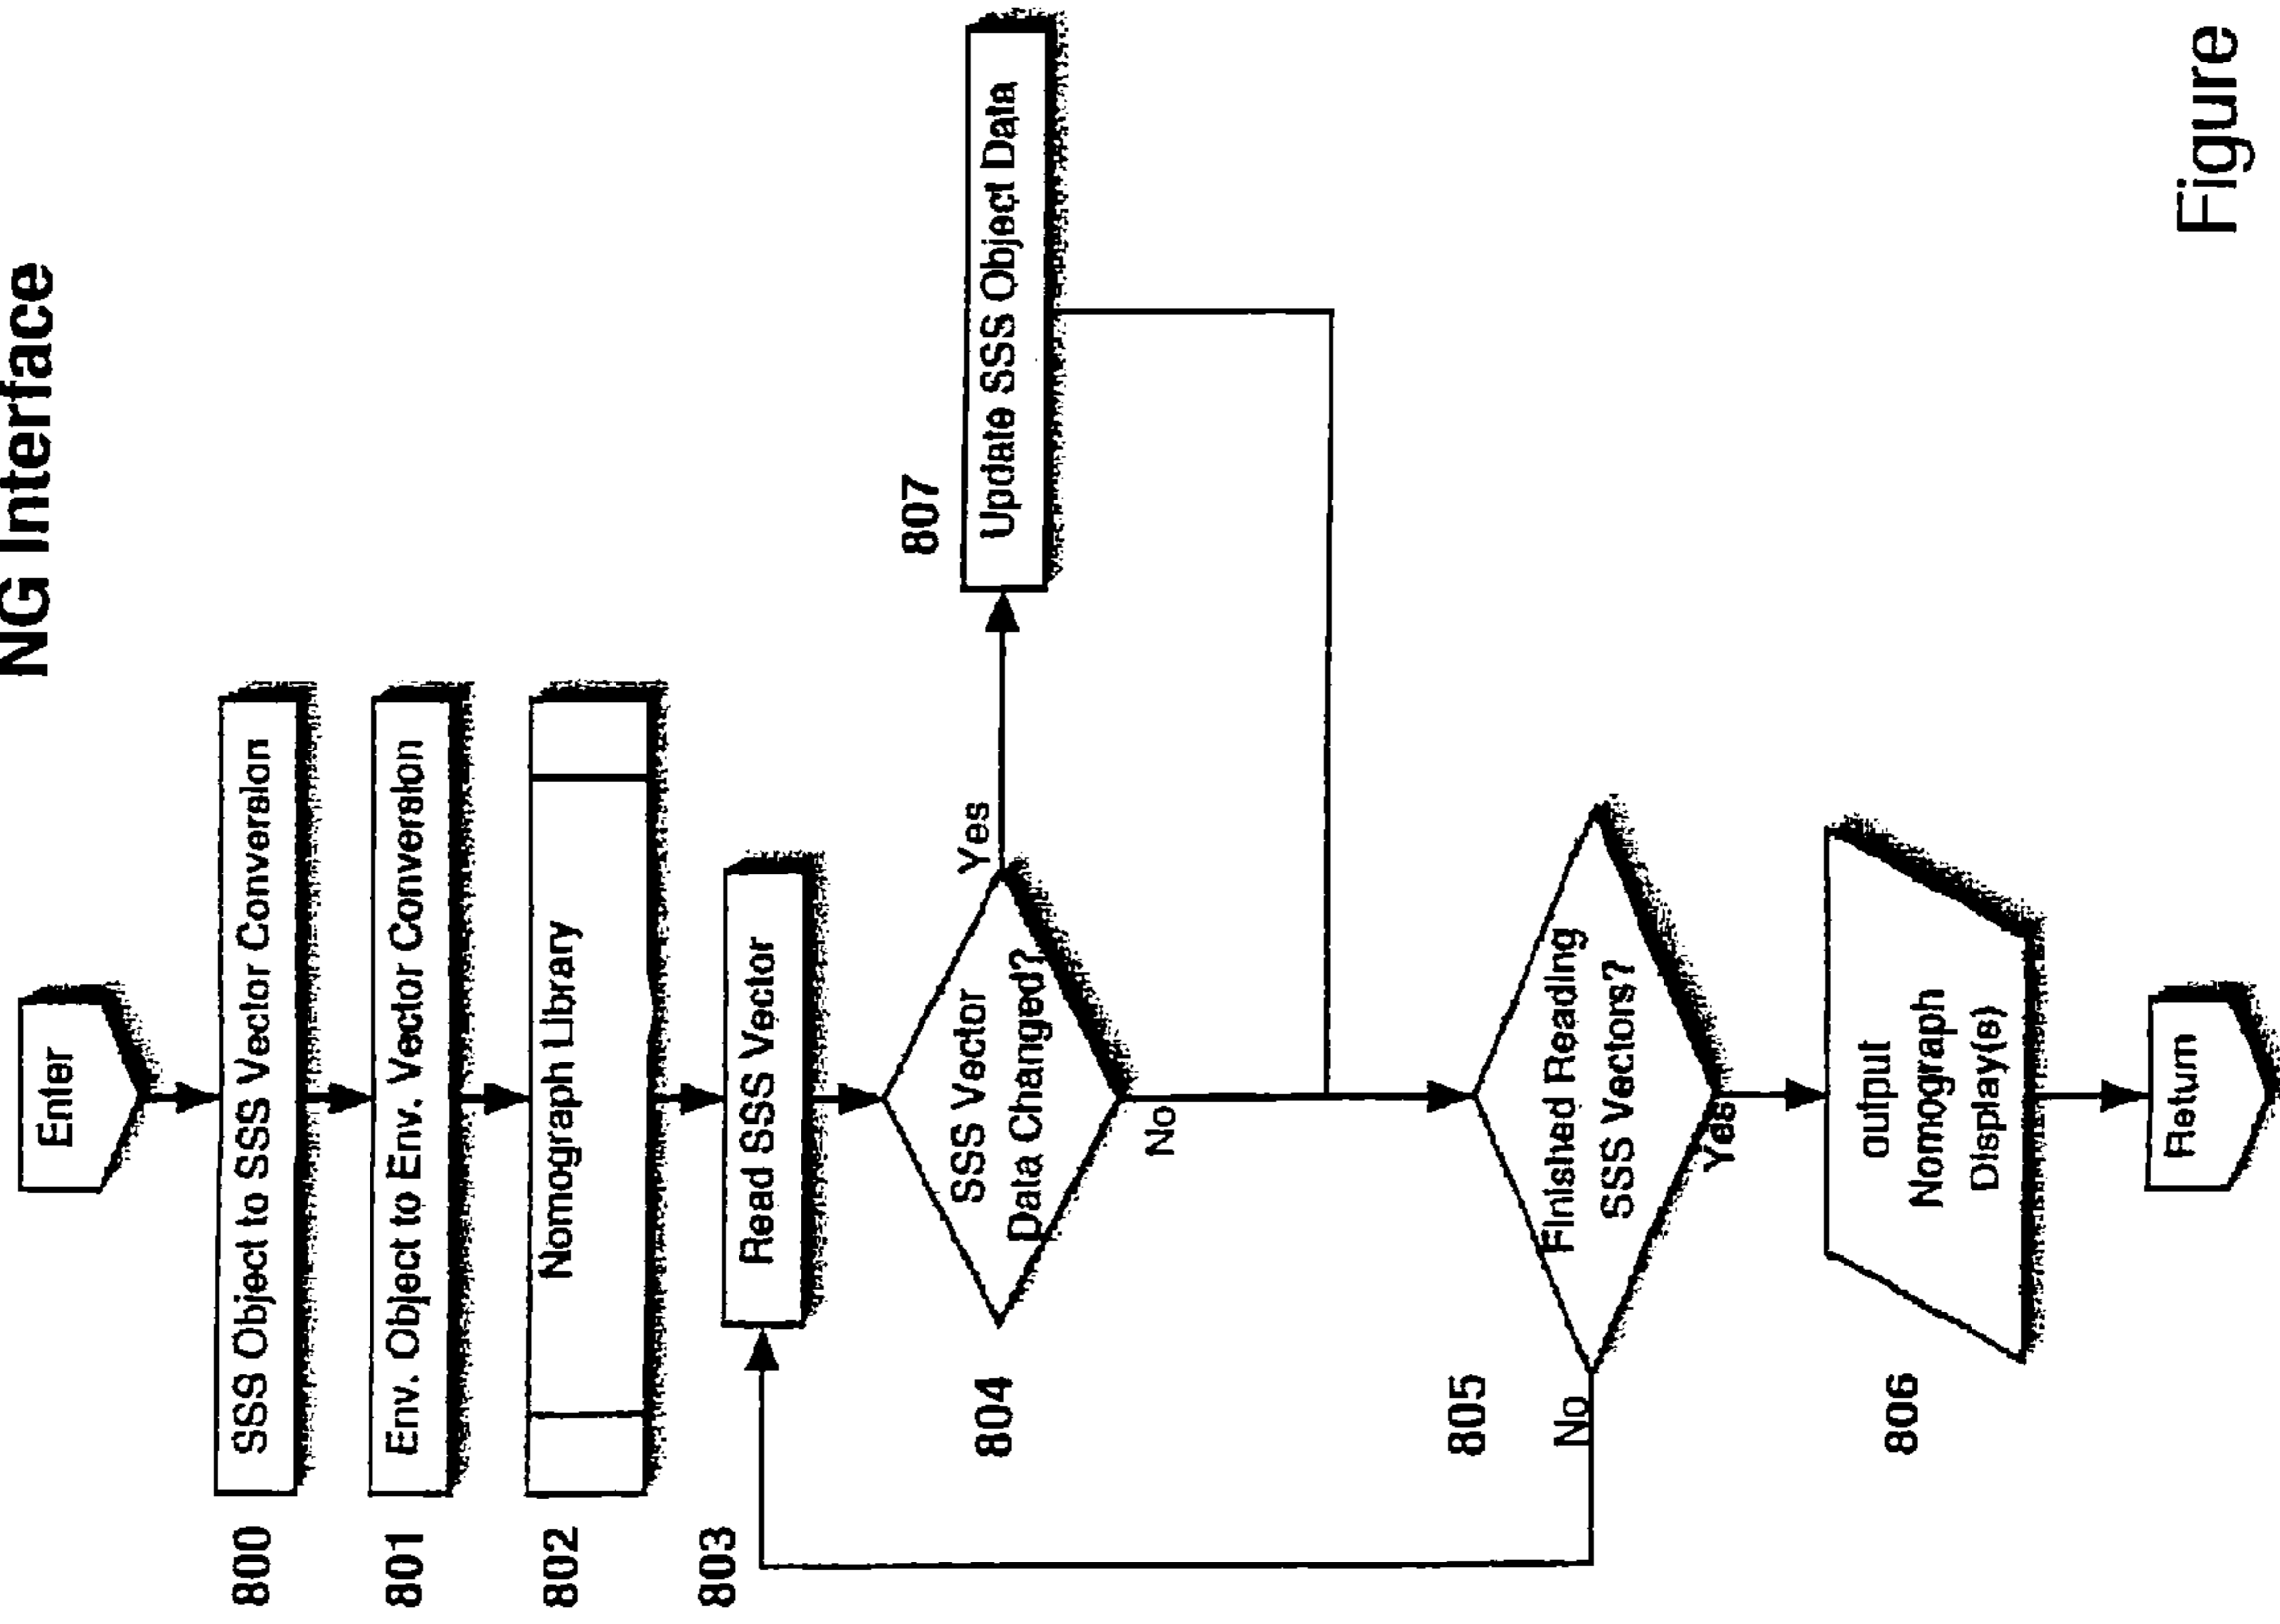 NG Interface
Enter
800
SSS Object to SSS Vector Conversion
801
Env. Object to Env. Vector Conversion
802
Nomograph Library
803
Read SSS Vector
804
SSS Vector
Data Changed?
Yes
No
807
Update SSS Object Data
805
Finished Reading
SSS Vectors?
No
Yes
806
output
Nomograph
Display(s)
Return
Figure